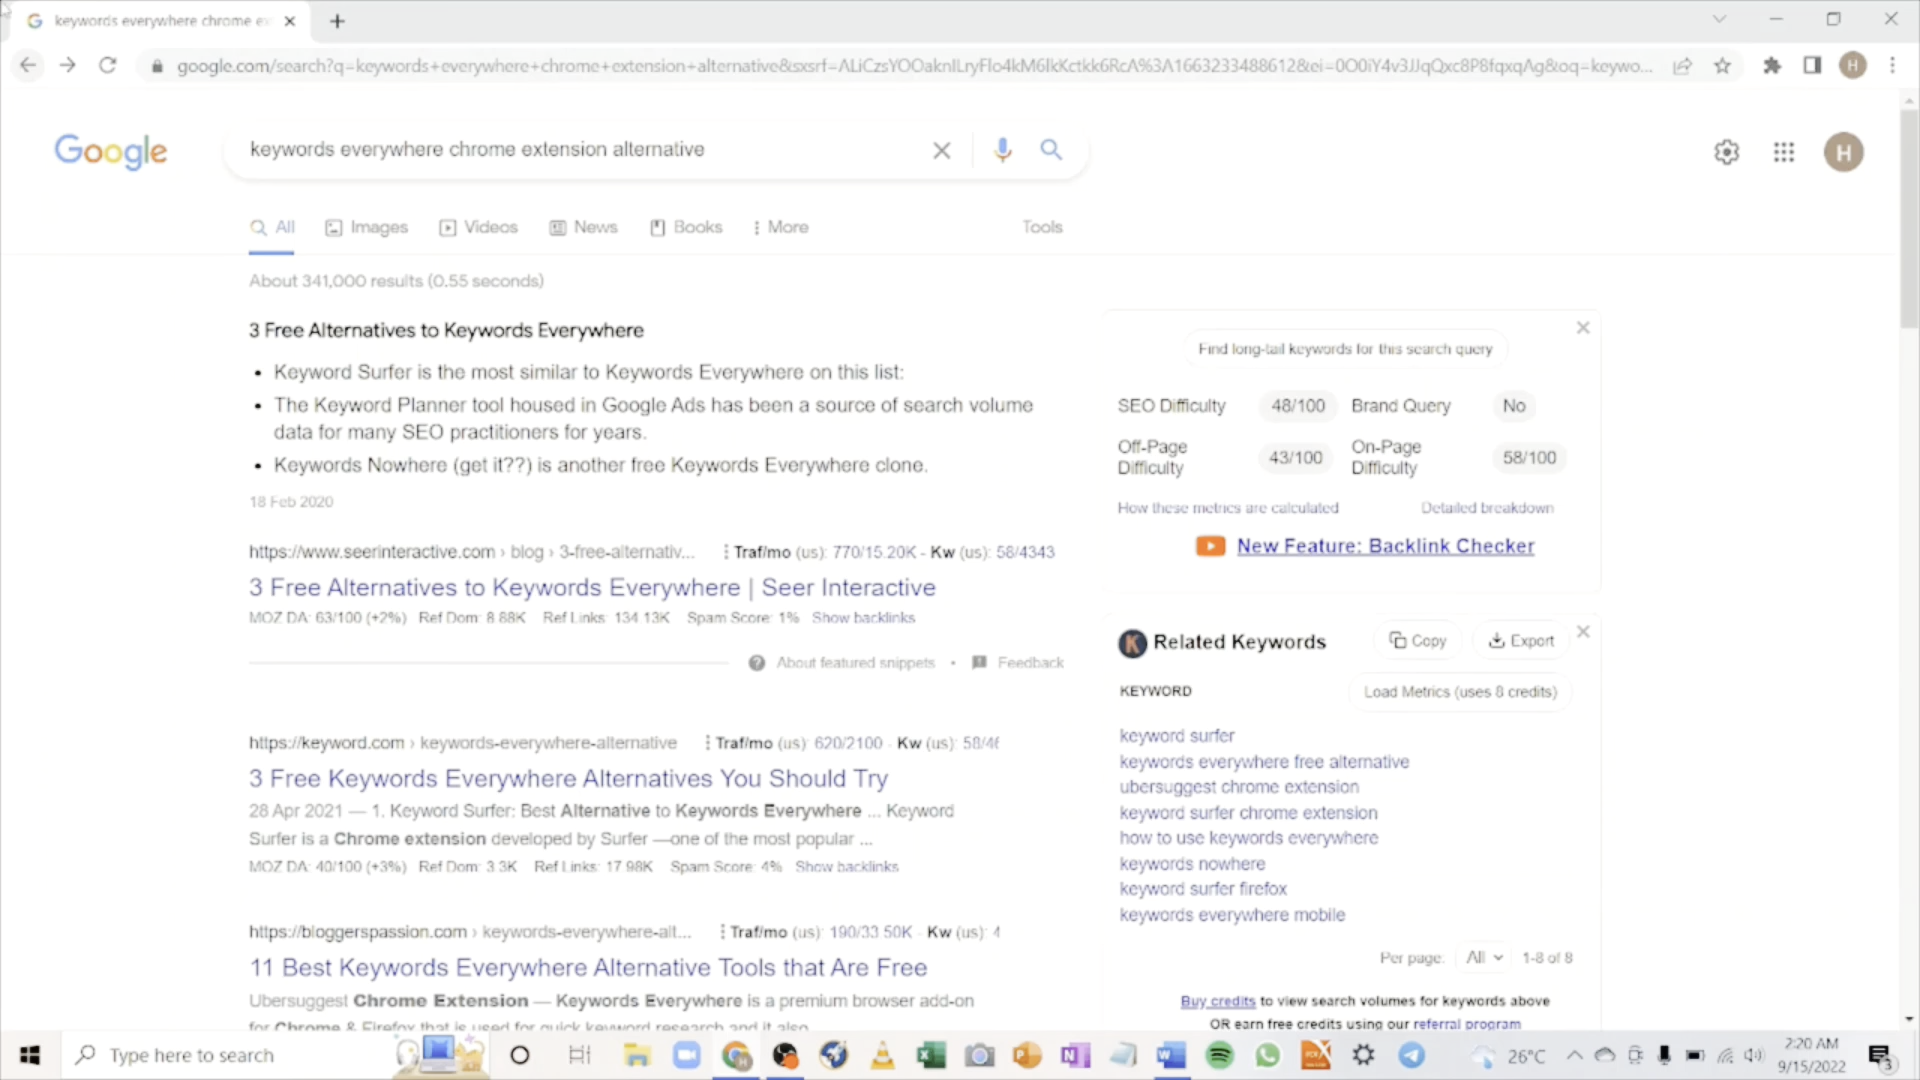 keywords everywhere chrome ex
google.com/search?q=keywords+everywhere+chrome+extension+alternative&sxsrf=
H
Google
keywords everywhere chrome extension alternative
H
All
Images
Videos
News
Books
More
Tools
About 341,000 results (0.55 seconds)
3 Free Alternatives to Keywords Everywhere
• Keyword Surfer is the most similar to Keywords Everywhere on this list:
• The Keyword Planner tool housed in Google Ads has been a source of search volume
data for many SEO practitioners for years.
• Keywords Nowhere (get it??) is another free Keywords Everywhere clone.
18 Feb 2020
https://www.seerinteractive.com › blog › 3-free-alternativ... Traf/mo (us): 770/15.20K - Kw (us): 58/4343
3 Free Alternatives to Keywords Everywhere | Seer Interactive
MOZ DA: 63/100 (+2%) Ref Dom: 8.88K Ref Links: 134.13K Spam Score: 1% Show backlinks
About featured snippets • Feedback
https://keyword.com › keywords-everywhere-alternative Traf/mo (us): 620/2100 - Kw (us): 58/4
3 Free Keywords Everywhere Alternatives You Should Try
28 Apr 2021 — 1. Keyword Surfer: Best Alternative to Keywords Everywhere ... Keyword
Surfer is a Chrome extension developed by Surfer —one of the most popular ...
MOZ DA: 40/100 (+3%) Ref Dom: 3.3K Ref Links: 17.98K Spam Score: 4% Show backlinks
https://bloggerspassion.com › keywords-everywhere-alt... Traf/mo (us): 190/33.50K - Kw (us): 4
11 Best Keywords Everywhere Alternative Tools that Are Free
Ubersuggest Chrome Extension — Keywords Everywhere is a premium browser add-on
for Chrome & Firefox that is used for quick keyword research and it also
Find long-tail keywords for this search query
SEO Difficulty 48/100 Brand Query No
Off-Page Difficulty 43/100 On-Page Difficulty 58/100
How these metrics are calculated Detailed breakdown
New Feature: Backlink Checker
K Related Keywords Copy Export
KEYWORD Load Metrics (uses 8 credits)
keyword surfer
keywords everywhere free alternative
ubersuggest chrome extension
keyword surfer chrome extension
how to use keywords everywhere
keywords nowhere
keyword surfer firefox
keywords everywhere mobile
Per page: All 1-8 of 8
Buy credits to view search volumes for keywords above
OR earn free credits using our referral program
Type here to search
26°C
2:20 AM
9/15/2022
3